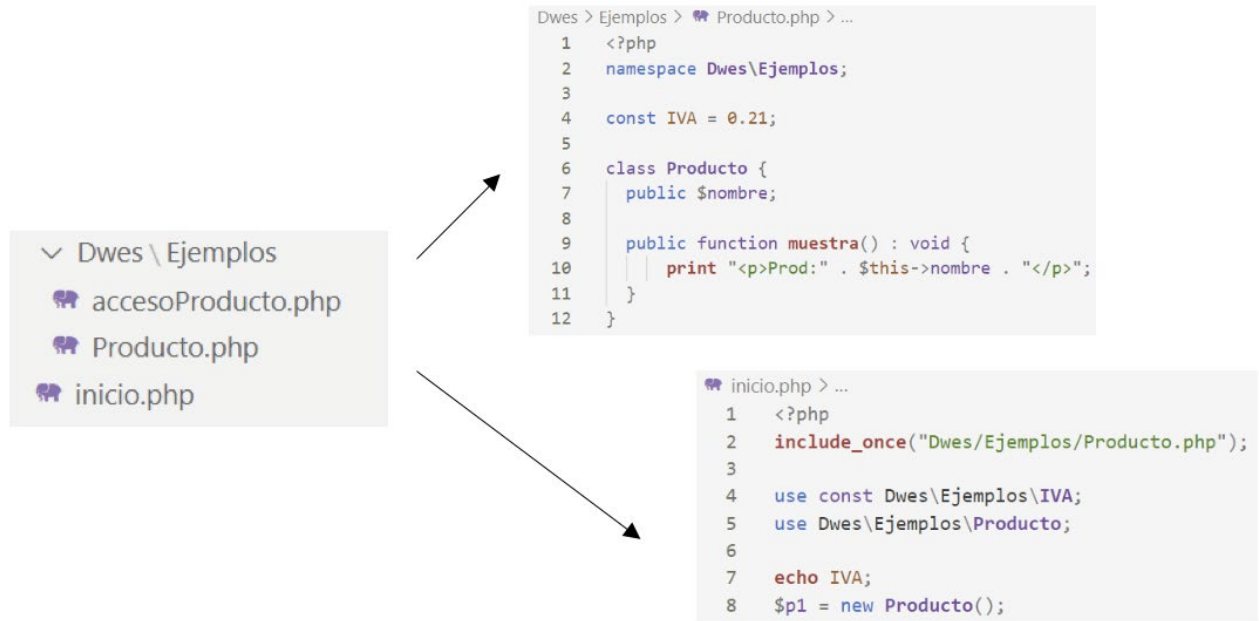 Dwes \ Ejemplos
accesoProducto.php
Producto.php
inicio.php
Dwes > Ejemplos > Producto.php > ...
1 <?php
2 namespace Dwes\Ejemplos;
3
4 const IVA = 0.21;
5
6 class Producto {
7 public $nombre;
8
9 public function muestra() : void {
10 print "<p>Prod:" . $this->nombre . "</p>";
11 }
12 }
inicio.php > ...
1 <?php
2 include_once("Dwes/Ejemplos/Producto.php");
3
4 use const Dwes\Ejemplos\IVA;
5 use Dwes\Ejemplos\Producto;
6
7 echo IVA;
8 $p1 = new Producto();